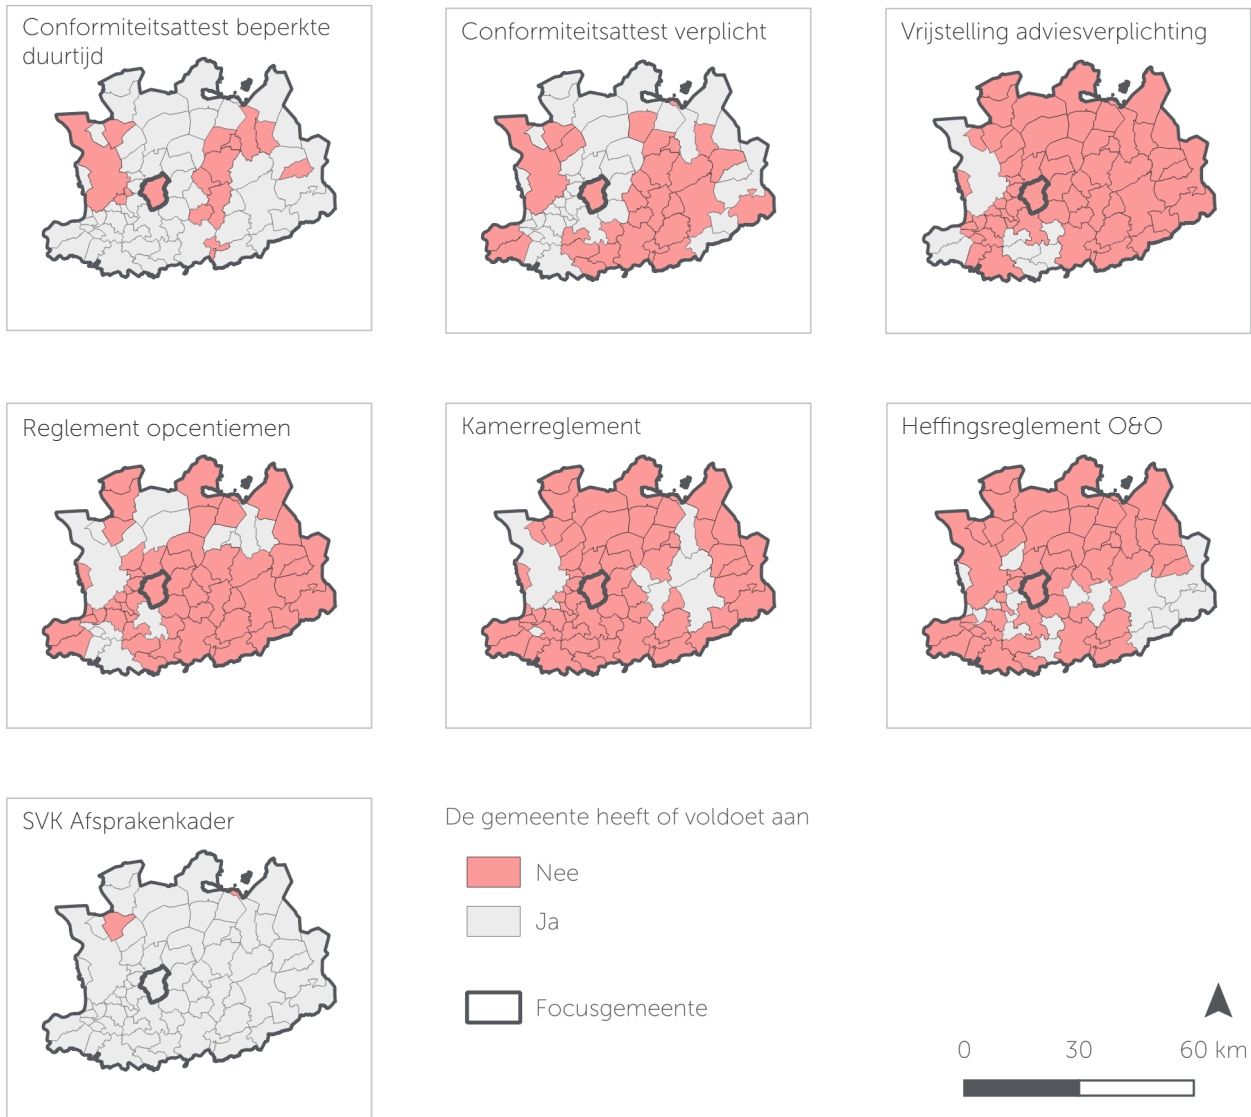 Conformiteitsattest beperkte
duurtijd
Conformiteitsattest verplicht
Vrijstelling adviesverplichting
Reglement opcentiemen
Kamerreglement
Heffingsreglement O&O
SVK Afsprakenkader
De gemeente heeft of voldoet aan
Nee
Ja
Focusgemeente
0 30 60 km